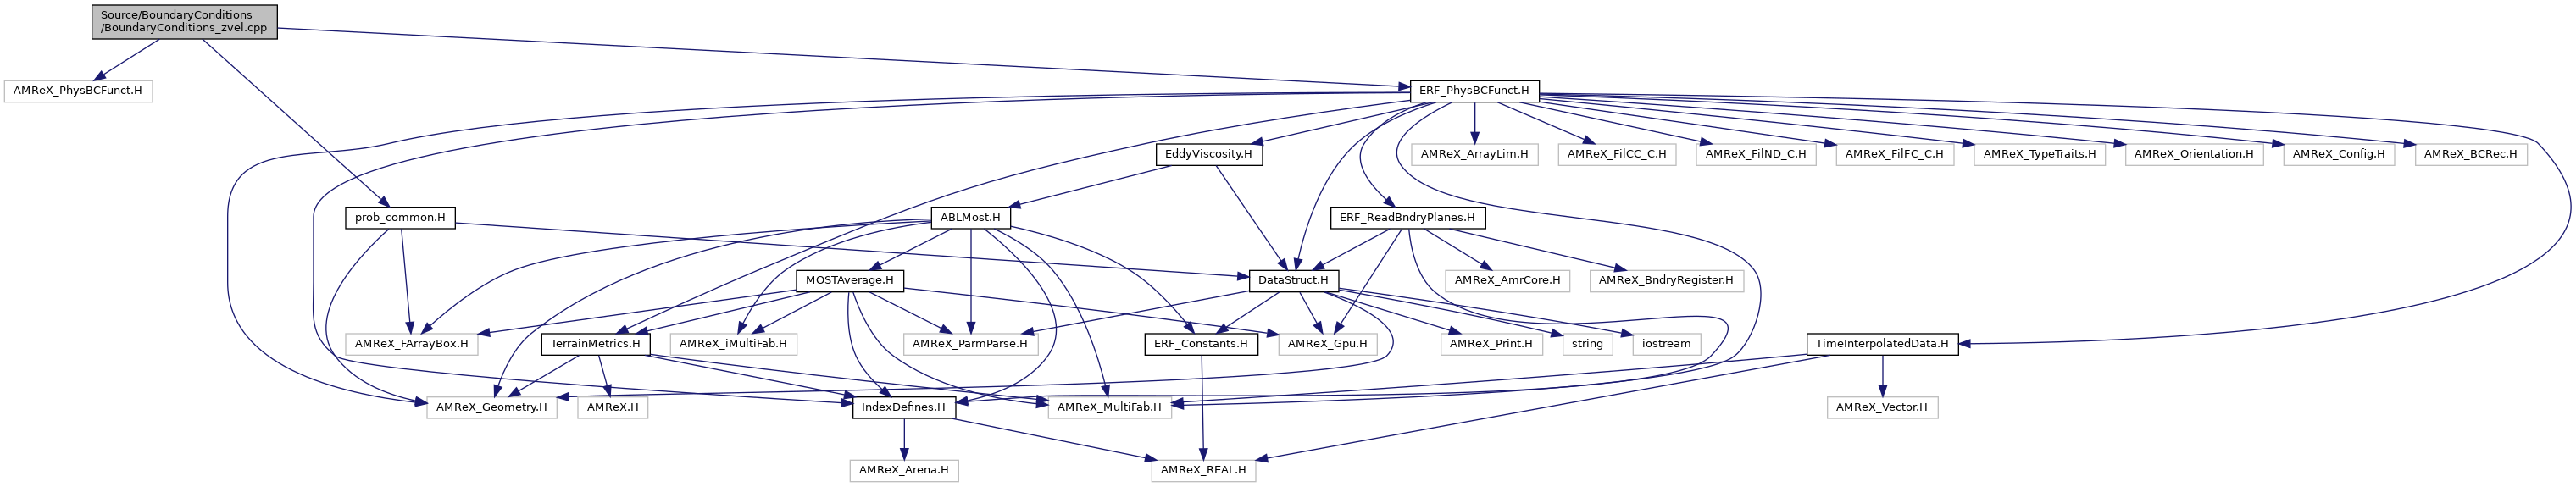 Source/BoundaryConditions
/BoundaryConditions_zvel.cpp
AMReX_PhysBCFunct.H
ERF_PhysBCFunct.H
EddyViscosity.H
AMReX_ArrayLim.H
AMReX_FilCC_C.H
AMReX_FilND_C.H
AMReX_FilFC_C.H
AMReX_TypeTraits.H
AMReX_Orientation.H
AMReX_Config.H
AMReX_BCRec.H
prob_common.H
ABLMost.H
ERF_ReadBndryPlanes.H
MOSTAverage.H
DataStruct.H
AMReX_AmrCore.H
AMReX_BndryRegister.H
AMReX_FArrayBox.H
TerrainMetrics.H
AMReX_iMultiFab.H
AMReX_ParmParse.H
ERF_Constants.H
AMReX_Gpu.H
AMReX_Print.H
string
iostream
TimeInterpolatedData.H
AMReX_Geometry.H
AMReX.H
IndexDefines.H
AMReX_MultiFab.H
AMReX_Vector.H
AMReX_Arena.H
AMReX_REAL.H